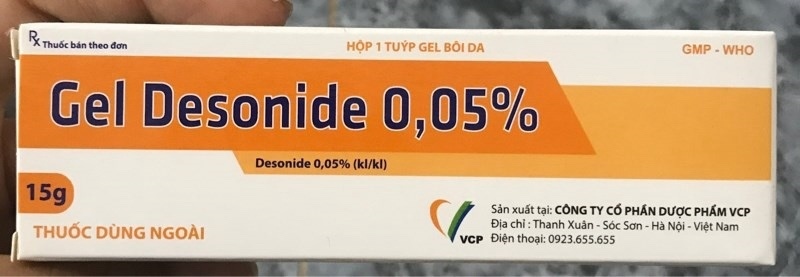 Rx Thuốc bán theo đơn
HỘP 1 TUÝP GEL BÔI DA
GMP - WHO
Gel Desonide 0,05%
Desonide 0,05% (kl/kl)
15g
THUỐC DÙNG NGOÀI
VCP
Sản xuất tại: CÔNG TY CỔ PHẦN DƯỢC PHẨM VCP
Địa chỉ : Thanh Xuân - Sóc Sơn - Hà Nội - Việt Nam
Điện thoại: 0923.655.655